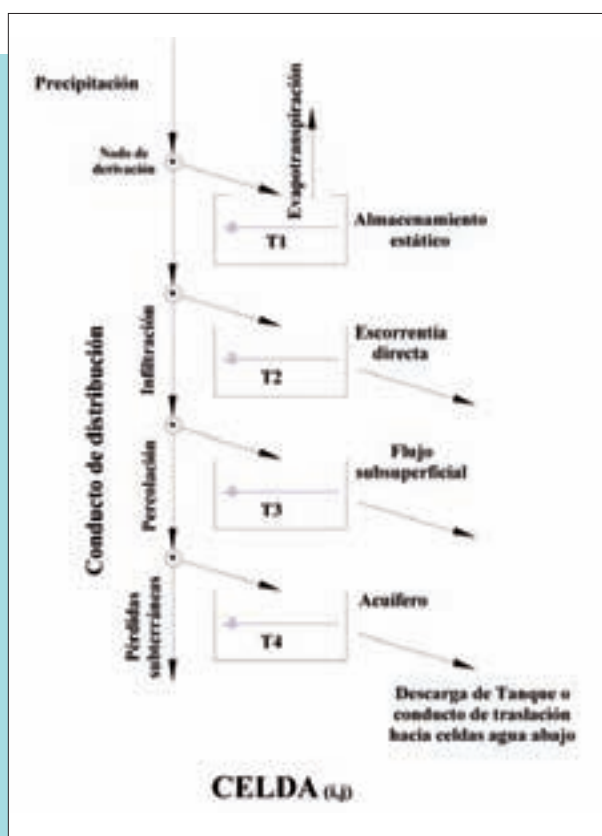 Precipitación
Nodo de
derivación
Evapotranspiración
T1
Almacenamiento
estático
Conducto de distribución
Infiltración
Escorrentía
directa
T2
Percolación
Flujo
subsuperficial
T3
Pérdidas
subterráneas
Acuífero
T4
Descarga de Tanque o
conducto de traslación
hacia celdas agua abajo
CELDA (i,j)